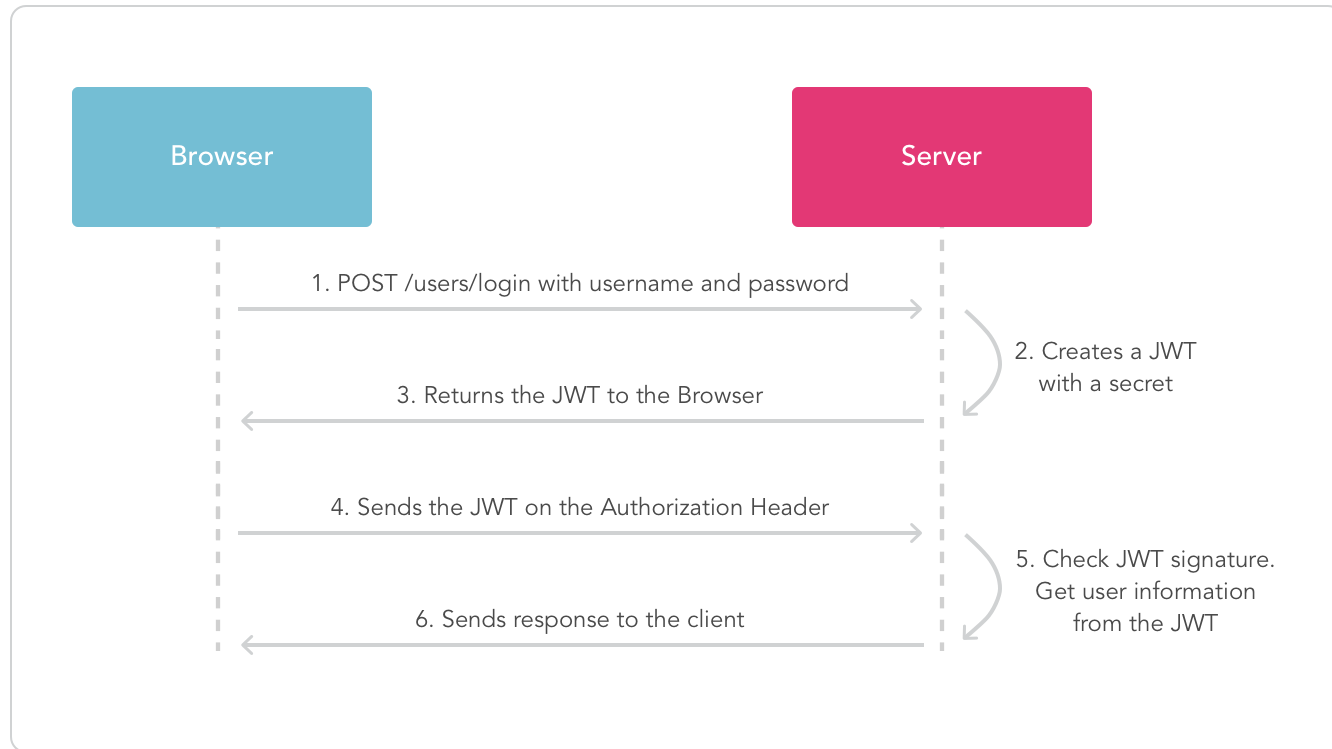 Browser
Server
1. POST /users/login with username and password
2. Creates a JWT
with a secret
3. Returns the JWT to the Browser
4. Sends the JWT on the Authorization Header
5. Check JWT signature.
Get user information
from the JWT
6. Sends response to the client